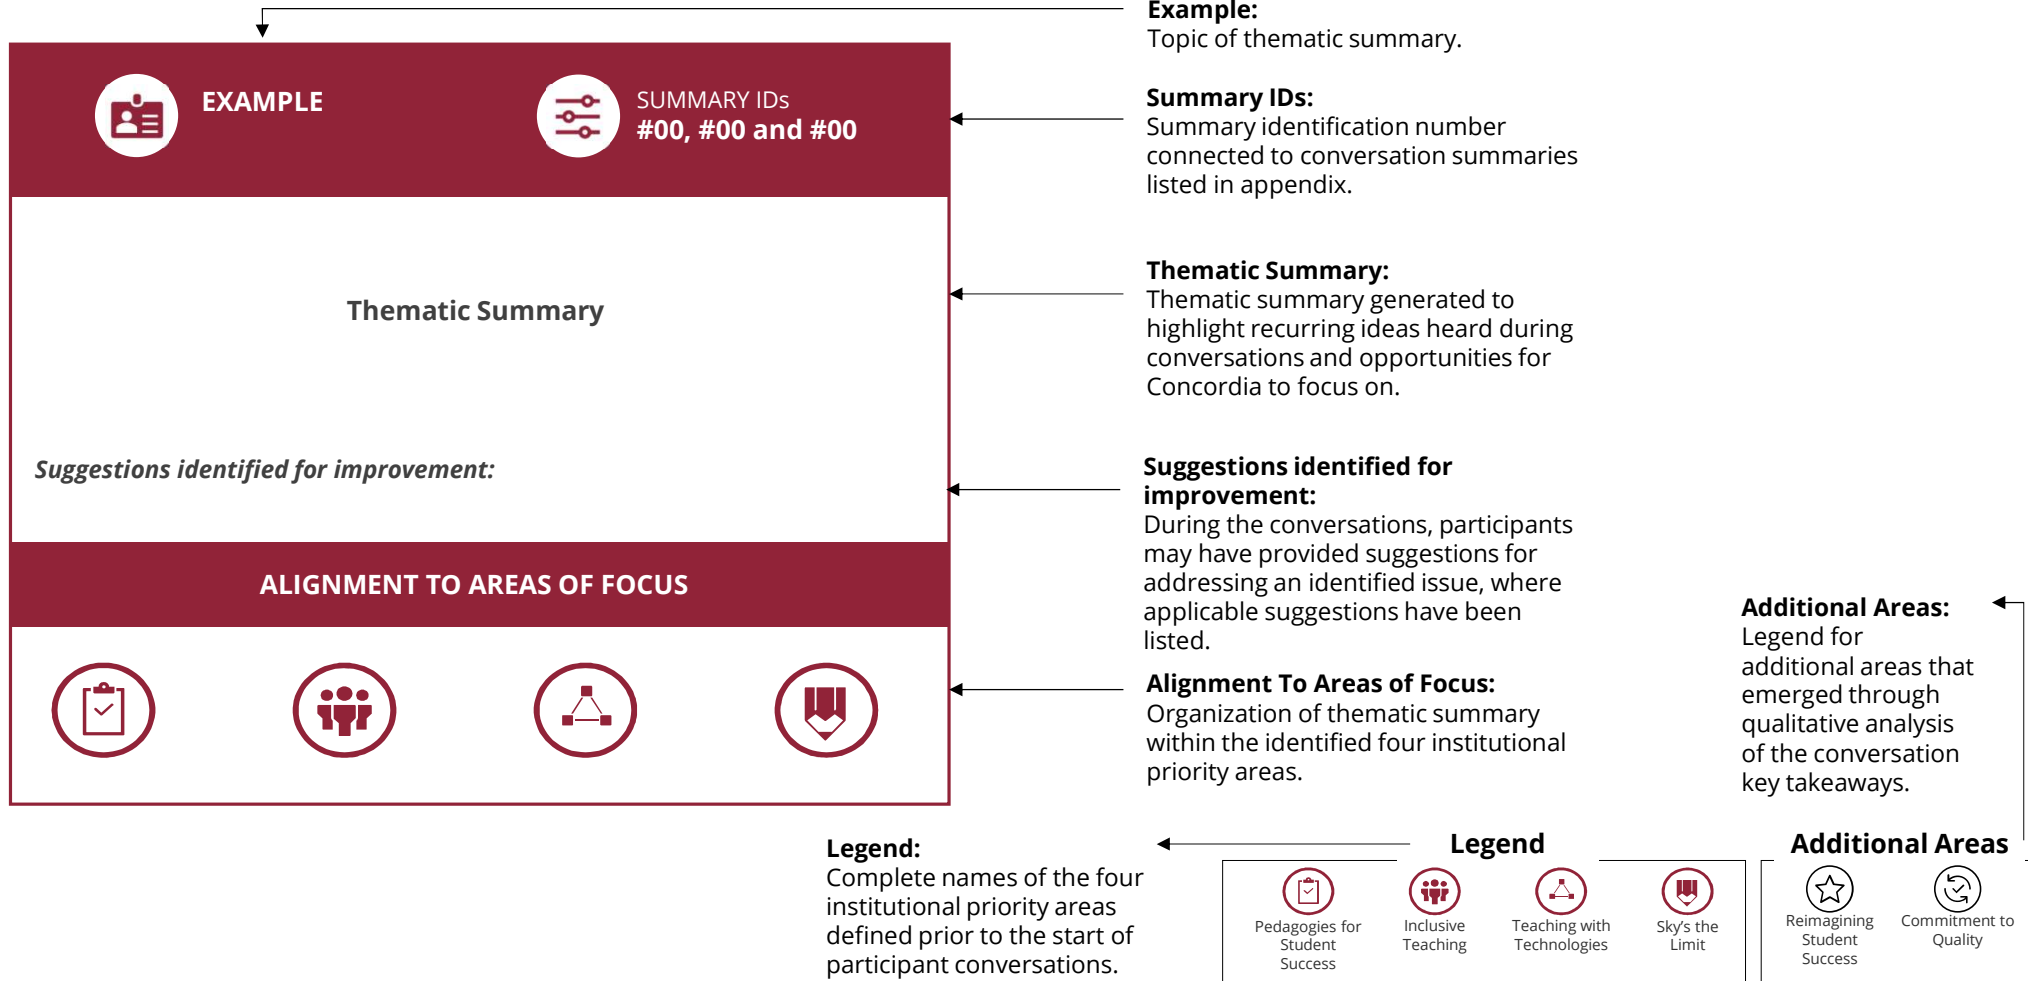 Example:
Topic of thematic summary.
EXAMPLE
SUMMARY IDs
#00, #00 and #00
Summary IDs:
Summary identification number
connected to conversation summaries
listed in appendix.
Thematic Summary
Thematic Summary:
Thematic summary generated to
highlight recurring ideas heard during
conversations and opportunities for
Concordia to focus on.
Suggestions identified for improvement:
Suggestions identified for
improvement:
During the conversations, participants
may have provided suggestions for
addressing an identified issue, where
applicable suggestions have been
listed.
ALIGNMENT TO AREAS OF FOCUS
Alignment To Areas of Focus:
Organization of thematic summary
within the identified four institutional
priority areas.
Additional Areas:
Legend for
additional areas that
emerged through
qualitative analysis
of the conversation
key takeaways.
Legend:
Complete names of the four
institutional priority areas
defined prior to the start of
participant conversations.
Legend
Pedagogies for
Student
Success
Inclusive
Teaching
Teaching with
Technologies
Sky's the
Limit
Additional Areas
Reimagining
Student
Success
Commitment to
Quality